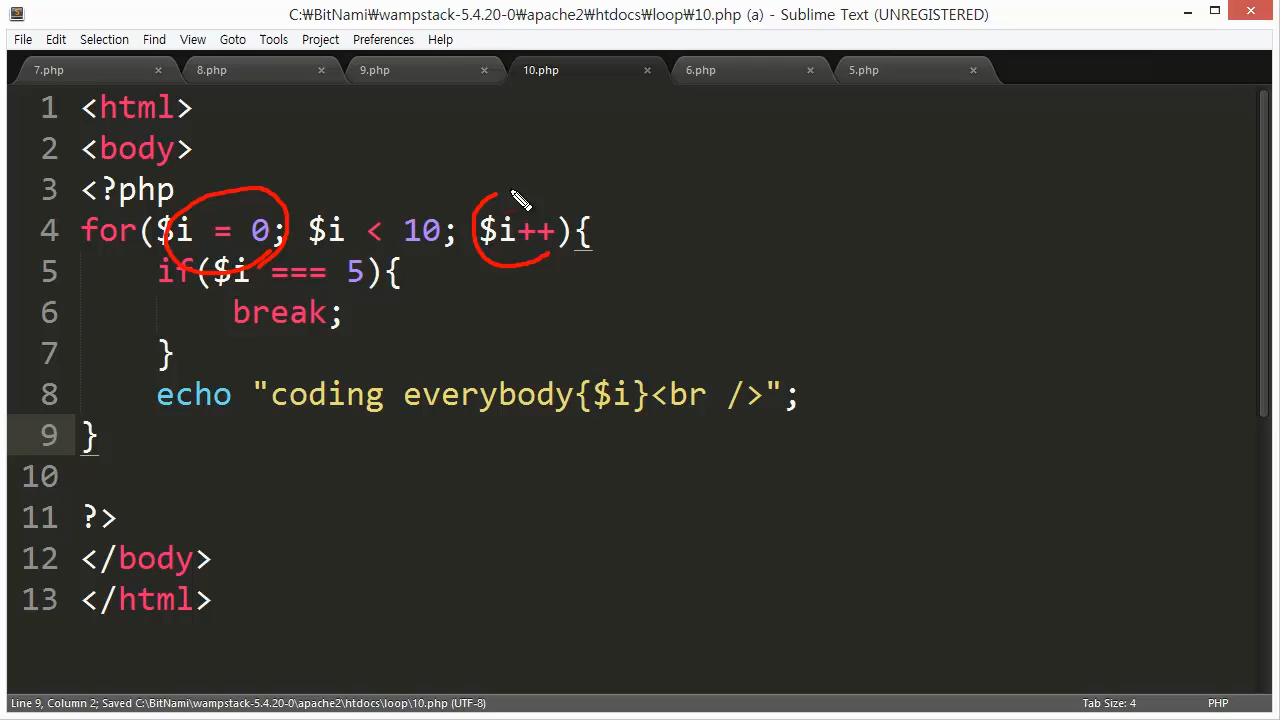 C:₩BitNami₩wampstack-5.4.20-0₩apache2₩htdocs₩loop₩10.php (a) - Sublime Text (UNREGISTERED)
File Edit Selection Find View Goto Tools Project Preferences Help
7.php 8.php 9.php 10.php 6.php 5.php
1 <html>
2 <body>
3 <?php
4 for($i = 0; $i < 10; $i++){
5 if($i === 5){
6 break;
7 }
8 echo "coding everybody{$i}<br />";
9 }
10
11 ?>
12 </body>
13 </html>
Line 9, Column 2; Saved C:\BitNami\wampstack-5.4.20-0\apache2\htdocs\loop\10.php (UTF-8) Tab Size: 4 PHP